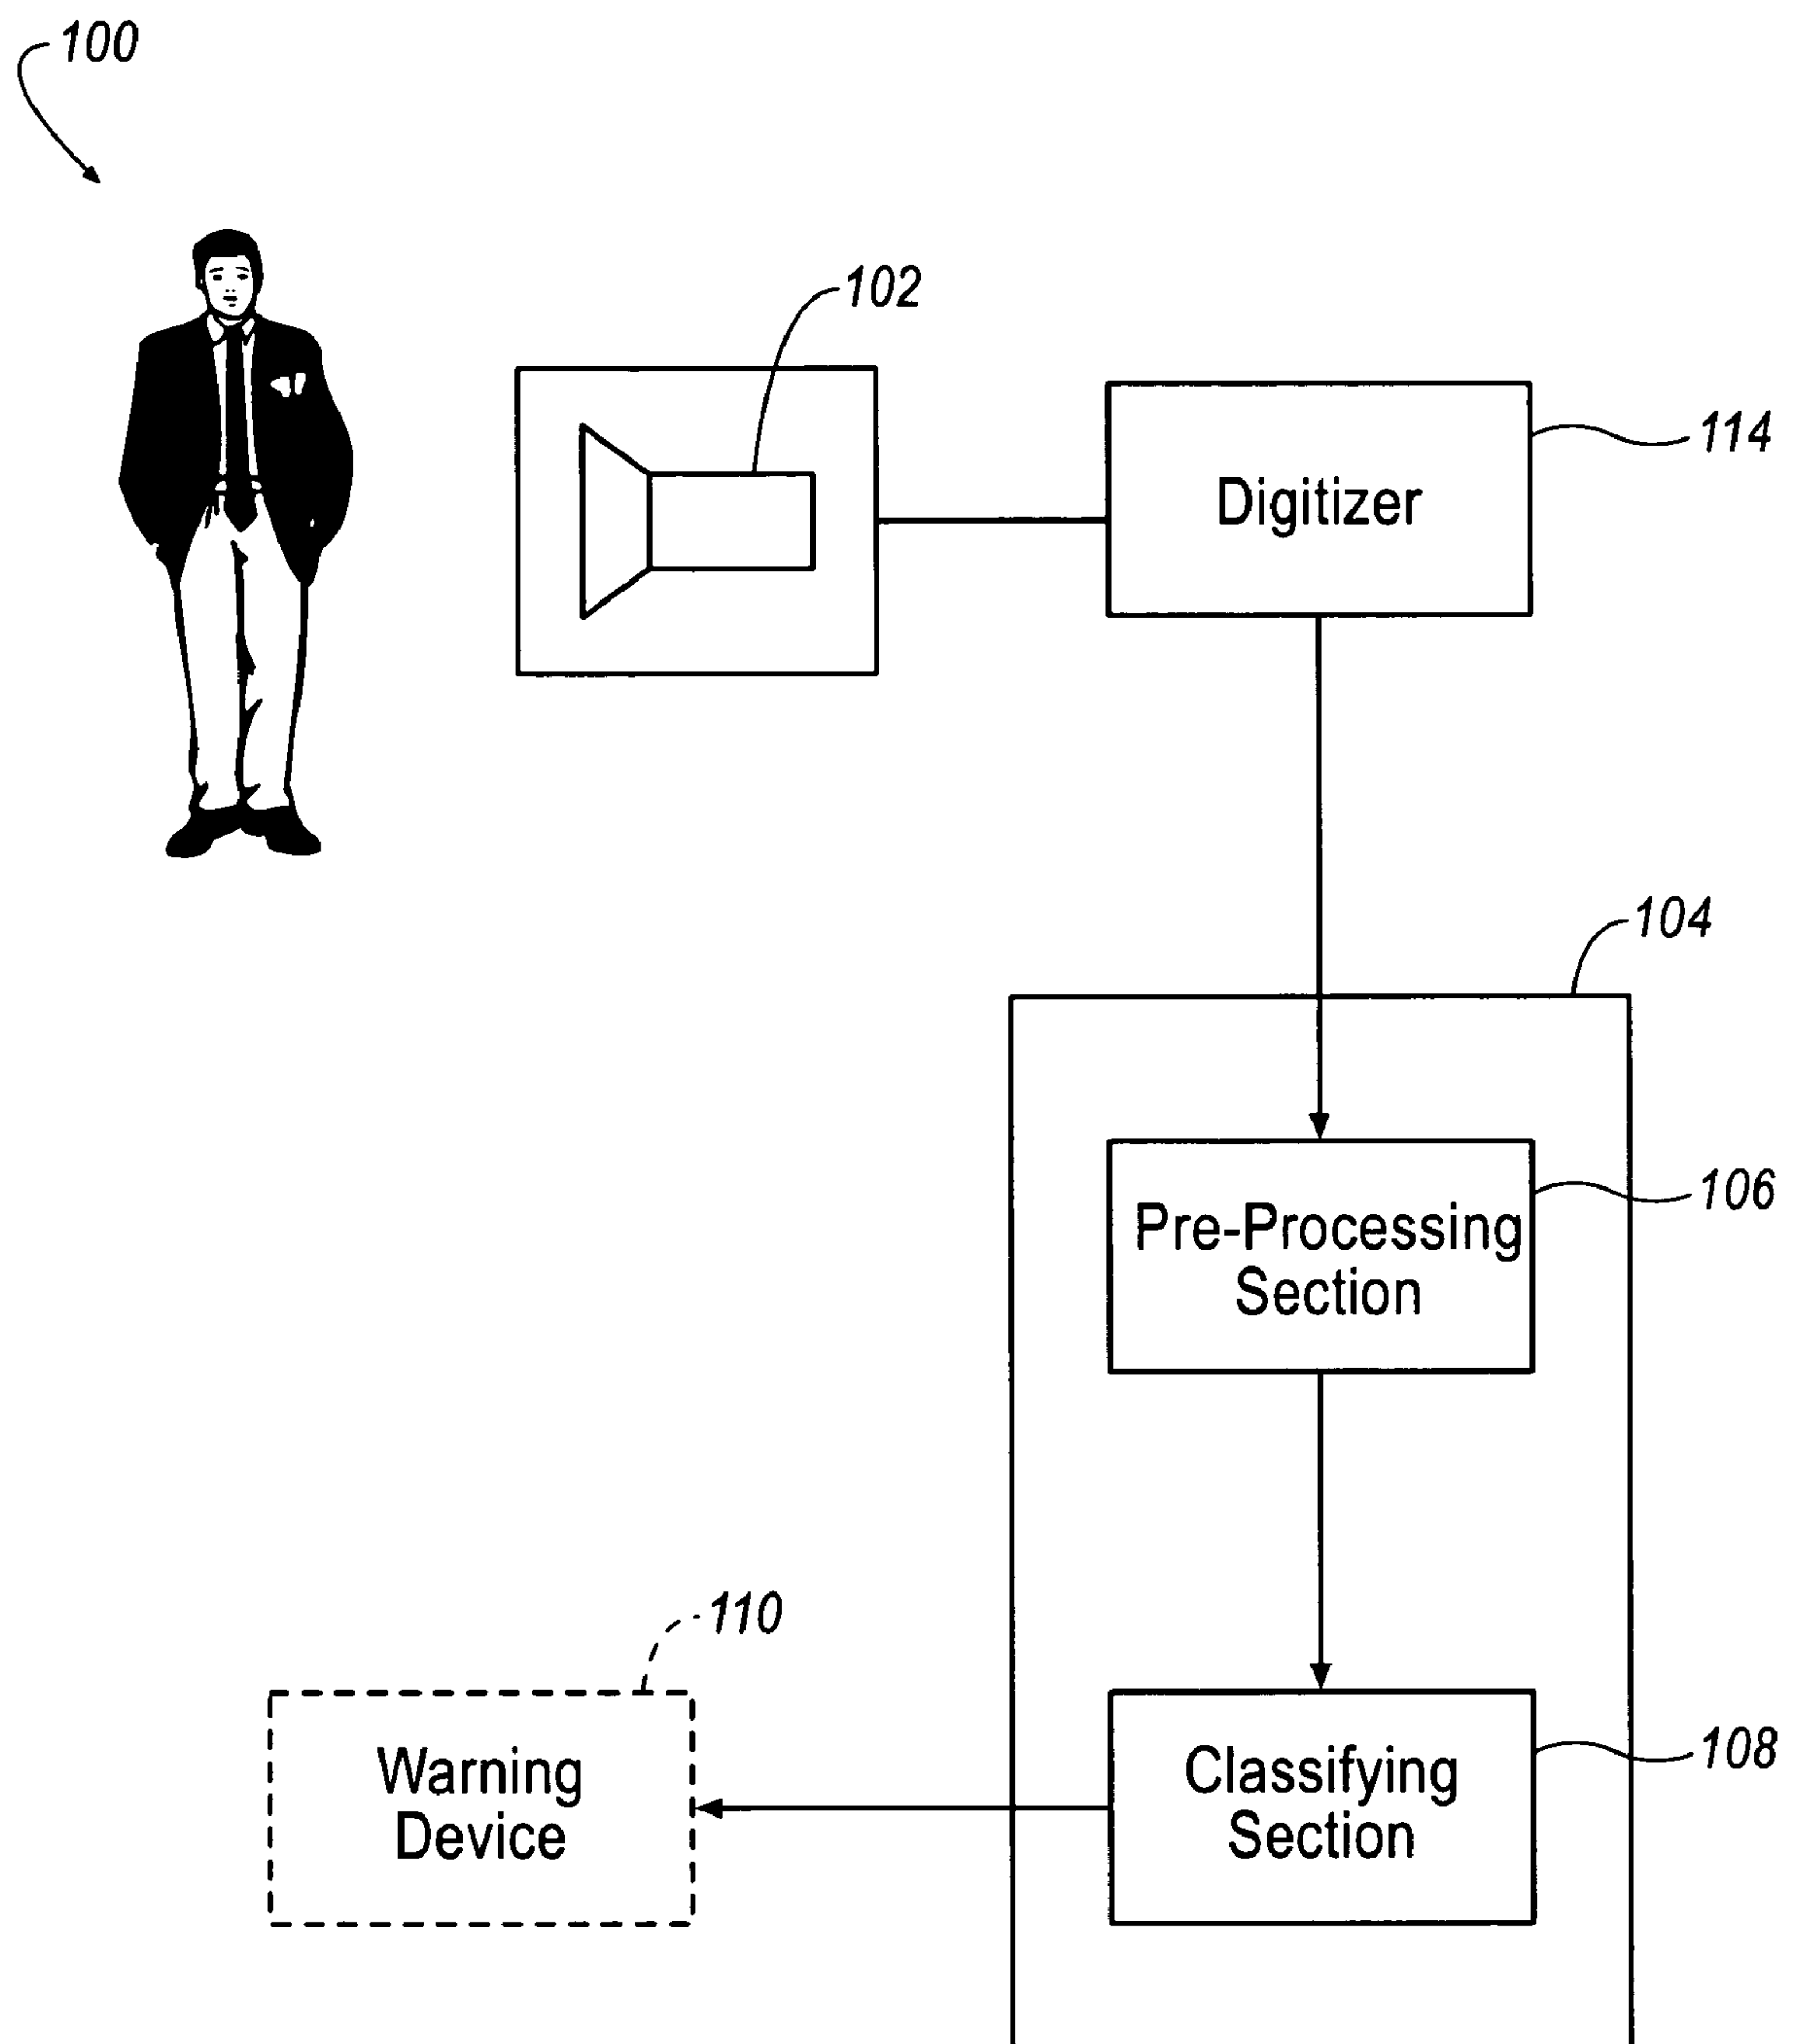 100
102
114
Digitizer
104
106
Pre-Processing
Section
110
108
Warning
Device
Classifying
Section